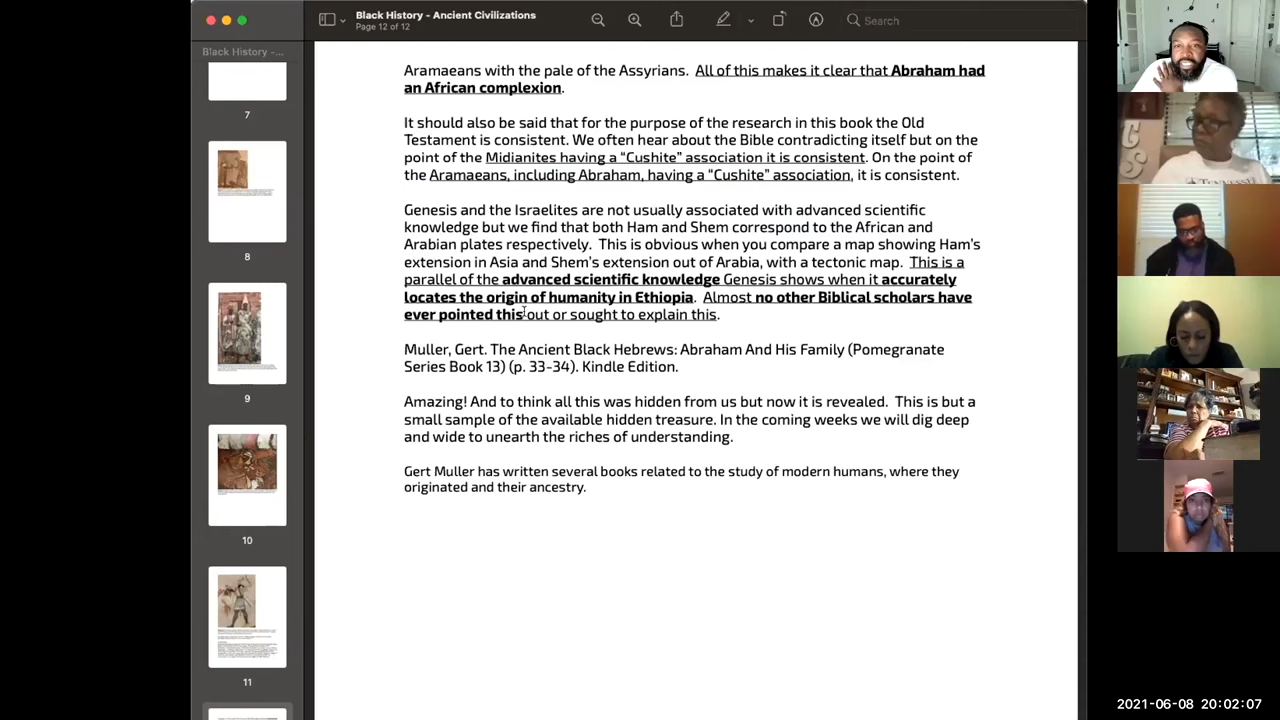 Black History - Ancient Civilizations
Page 12 of 12
Search
Black History -...
7
8
9
10
11
Aramaeans with the pale of the Assyrians. All of this makes it clear that Abraham had
an African complexion.
It should also be said that for the purpose of the research in this book the Old
Testament is consistent. We often hear about the Bible contradicting itself but on the
point of the Midianites having a “Cushite” association it is consistent. On the point of
the Aramaeans, including Abraham, having a “Cushite” association, it is consistent.
Genesis and the Israelites are not usually associated with advanced scientific
knowledge but we find that both Ham and Shem correspond to the African and
Arabian plates respectively. This is obvious when you compare a map showing Ham’s
extension in Asia and Shem’s extension out of Arabia, with a tectonic map. This is a
parallel of the advanced scientific knowledge Genesis shows when it accurately
locates the origin of humanity in Ethiopia. Almost no other Biblical scholars have
ever pointed this out or sought to explain this.
Muller, Gert. The Ancient Black Hebrews: Abraham And His Family (Pomegranate
Series Book 13) (p. 33-34). Kindle Edition.
Amazing! And to think all this was hidden from us but now it is revealed. This is but a
small sample of the available hidden treasure. In the coming weeks we will dig deep
and wide to unearth the riches of understanding.
Gert Muller has written several books related to the study of modern humans, where they
originated and their ancestry.
2021-06-08 20:02:07